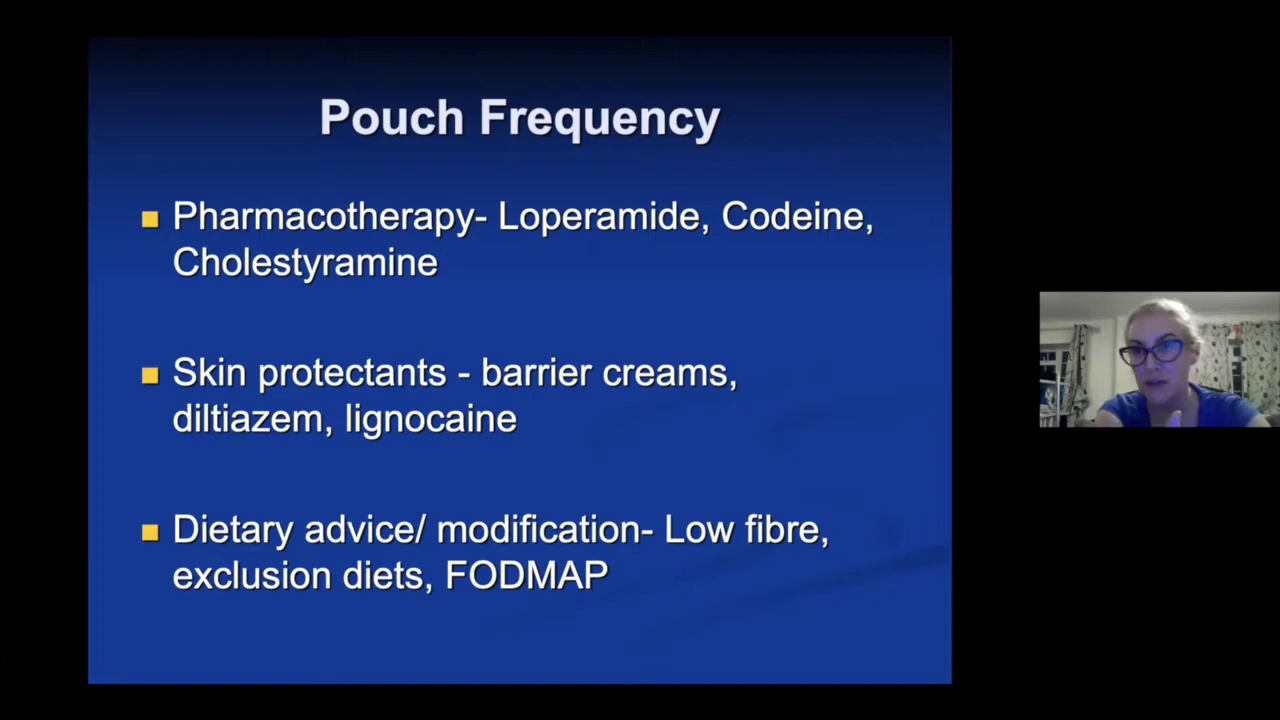 Pouch Frequency
Pharmacotherapy- Loperamide, Codeine,
Cholestyramine
Skin protectants - barrier creams,
diltiazem, lignocaine
Dietary advice/ modification- Low fibre,
exclusion diets, FODMAP